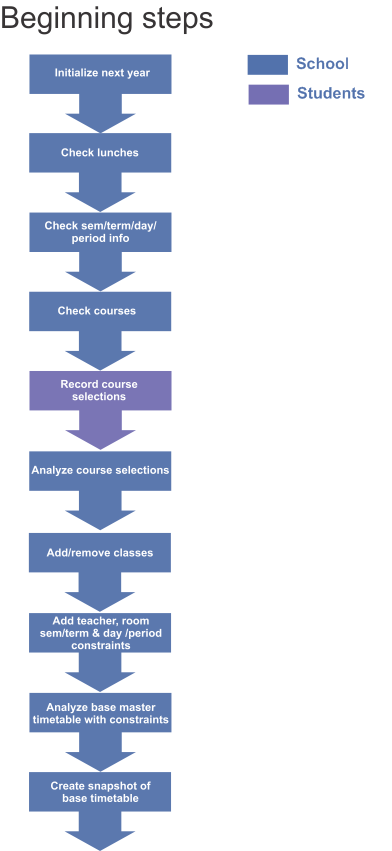 Beginning steps
Initialize next year
School
Students
Check lunches
Check sem/term/day/
period info
Check courses
Record course
selections
Analyze course selections
Add/remove classes
Add teacher, room
sem/term & day /period
constraints
Analyze base master
timetable with constraints
Create snapshot of
base timetable